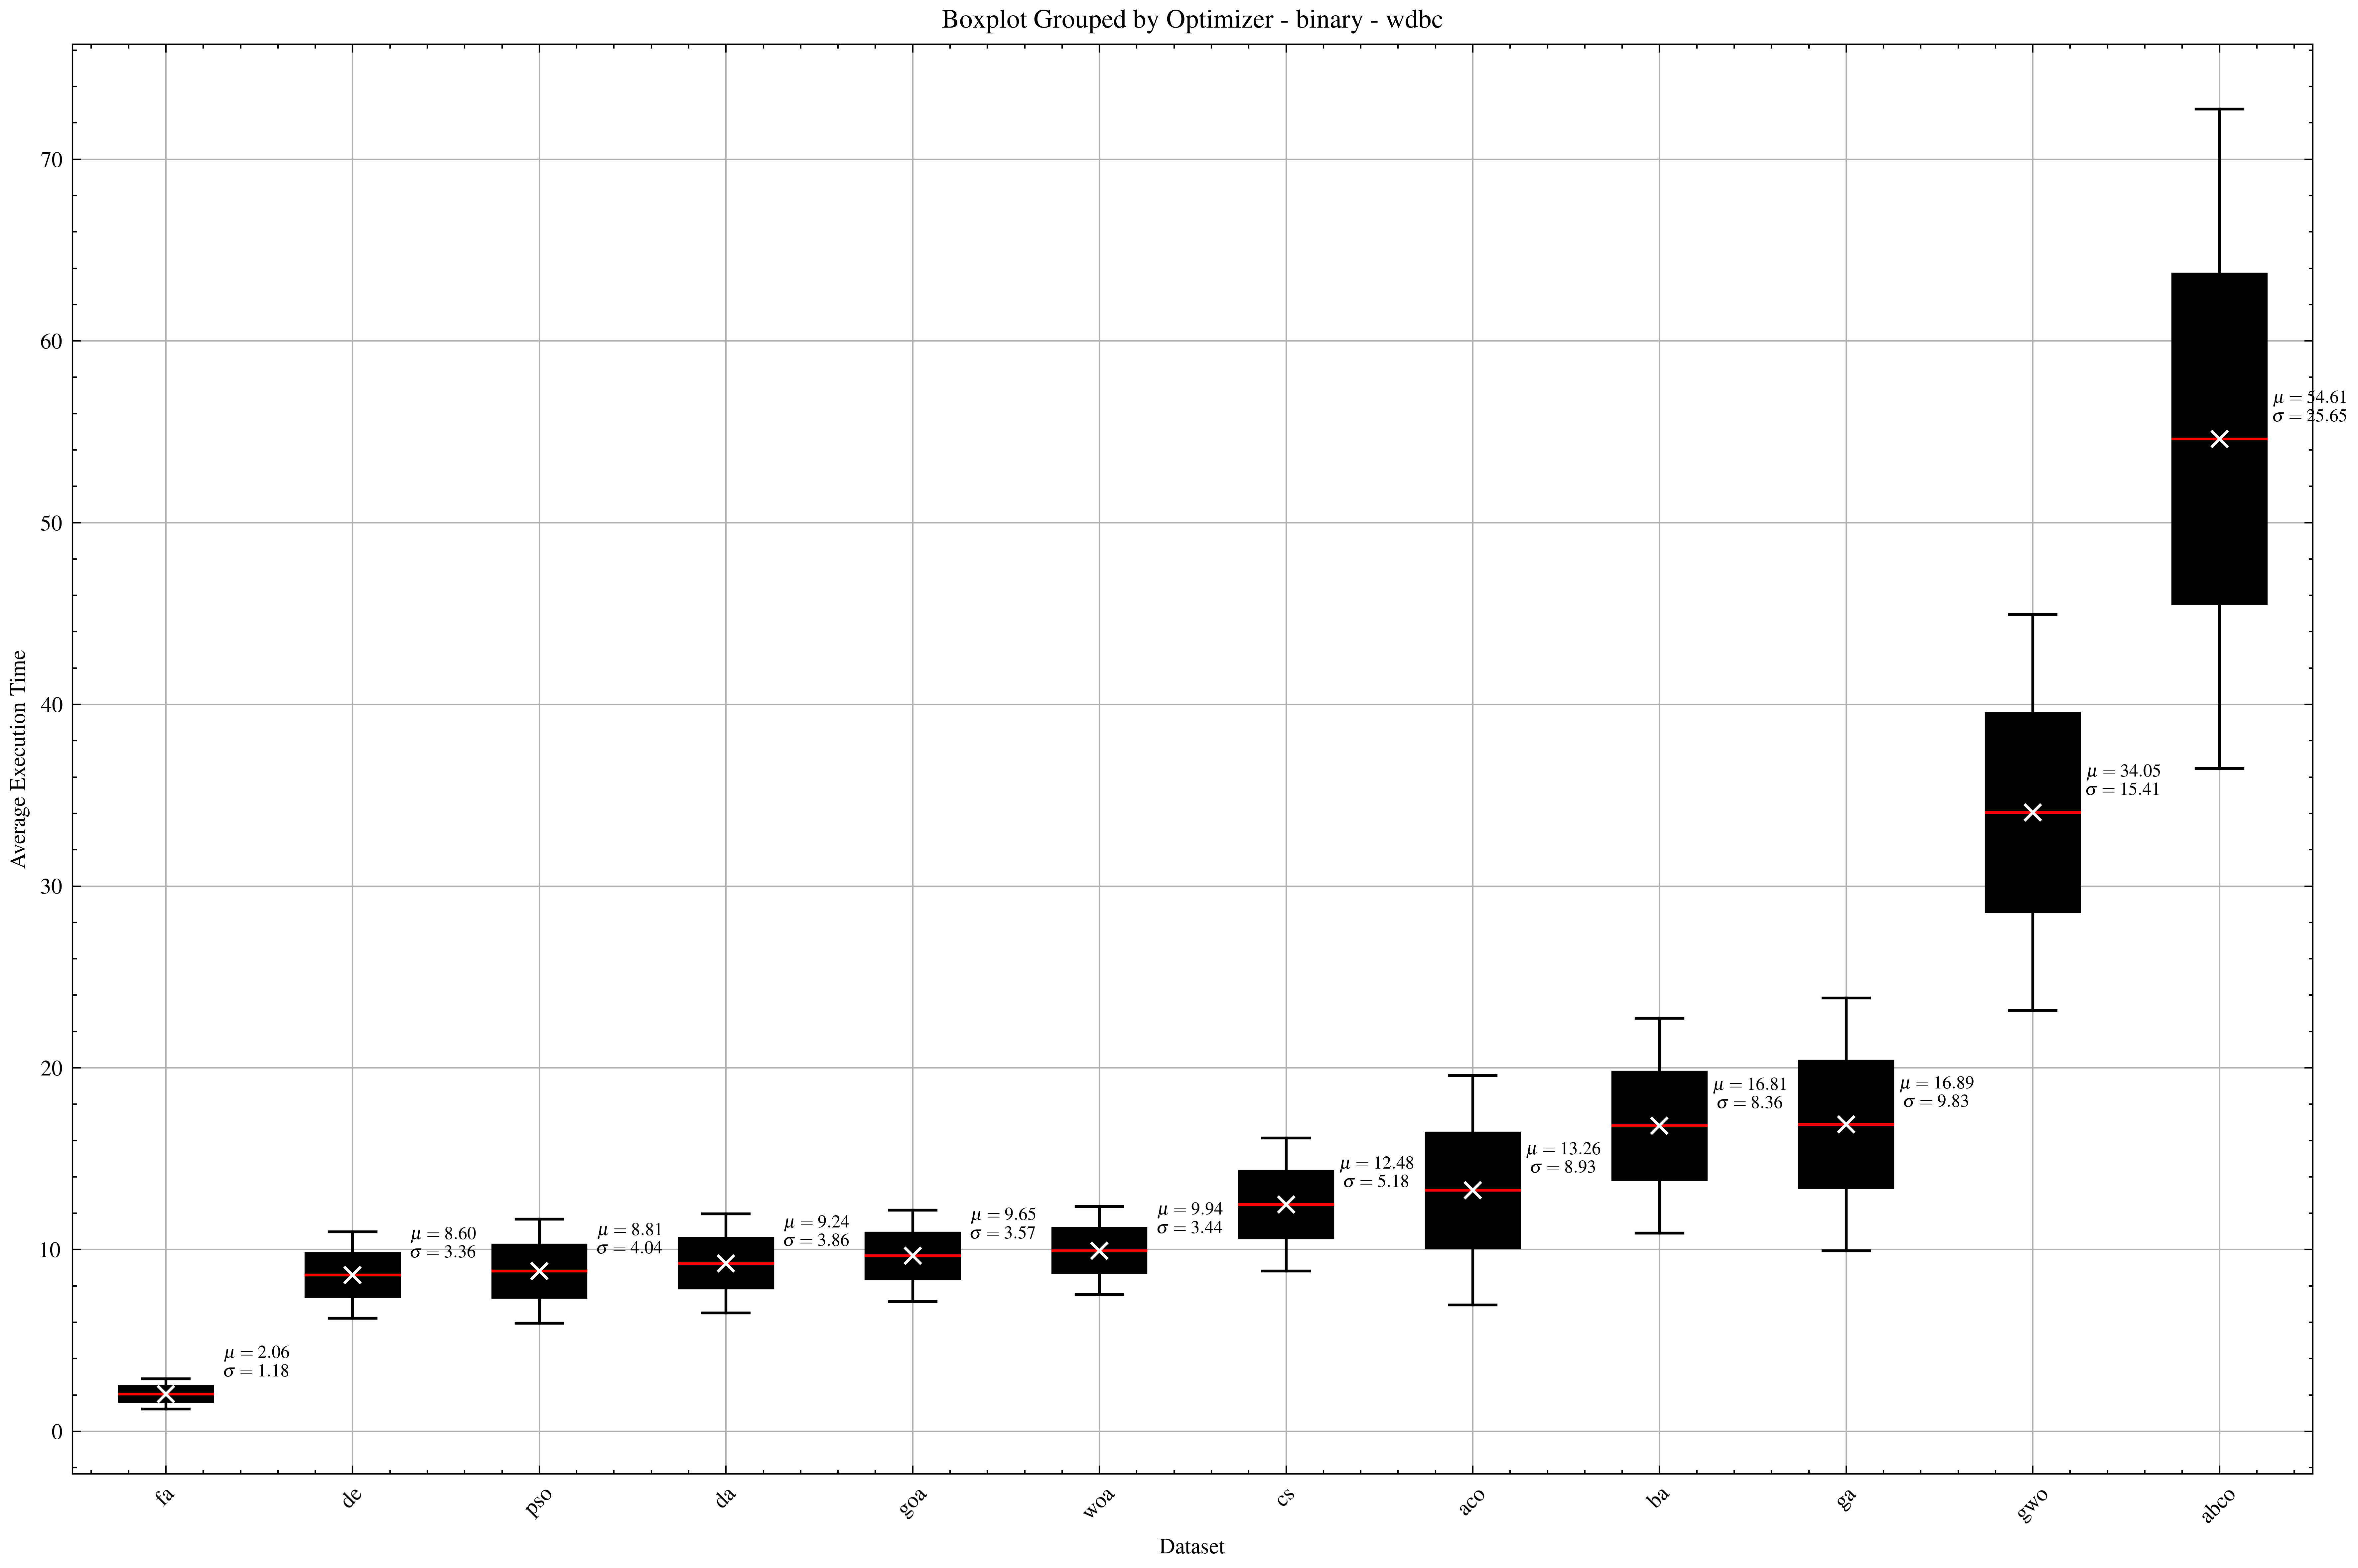 Boxplot Grouped by Optimizer - binary - wdbc
Average Execution Time
70
60
50
40
30
20
10
0
μ = 2.06
σ = 1.18
μ = 8.60
σ = 3.36
μ = 8.81
σ = 4.04
μ = 9.24
σ = 3.86
μ = 9.65
σ = 3.57
μ = 9.94
σ = 3.44
μ = 12.48
σ = 5.18
μ = 13.26
σ = 8.93
μ = 16.81
σ = 8.36
μ = 16.89
σ = 9.83
μ = 34.05
σ = 15.41
μ = 54.61
σ = 25.65
fa
de
pso
da
goa
woa
cs
aco
ba
ga
gwo
abco
Dataset